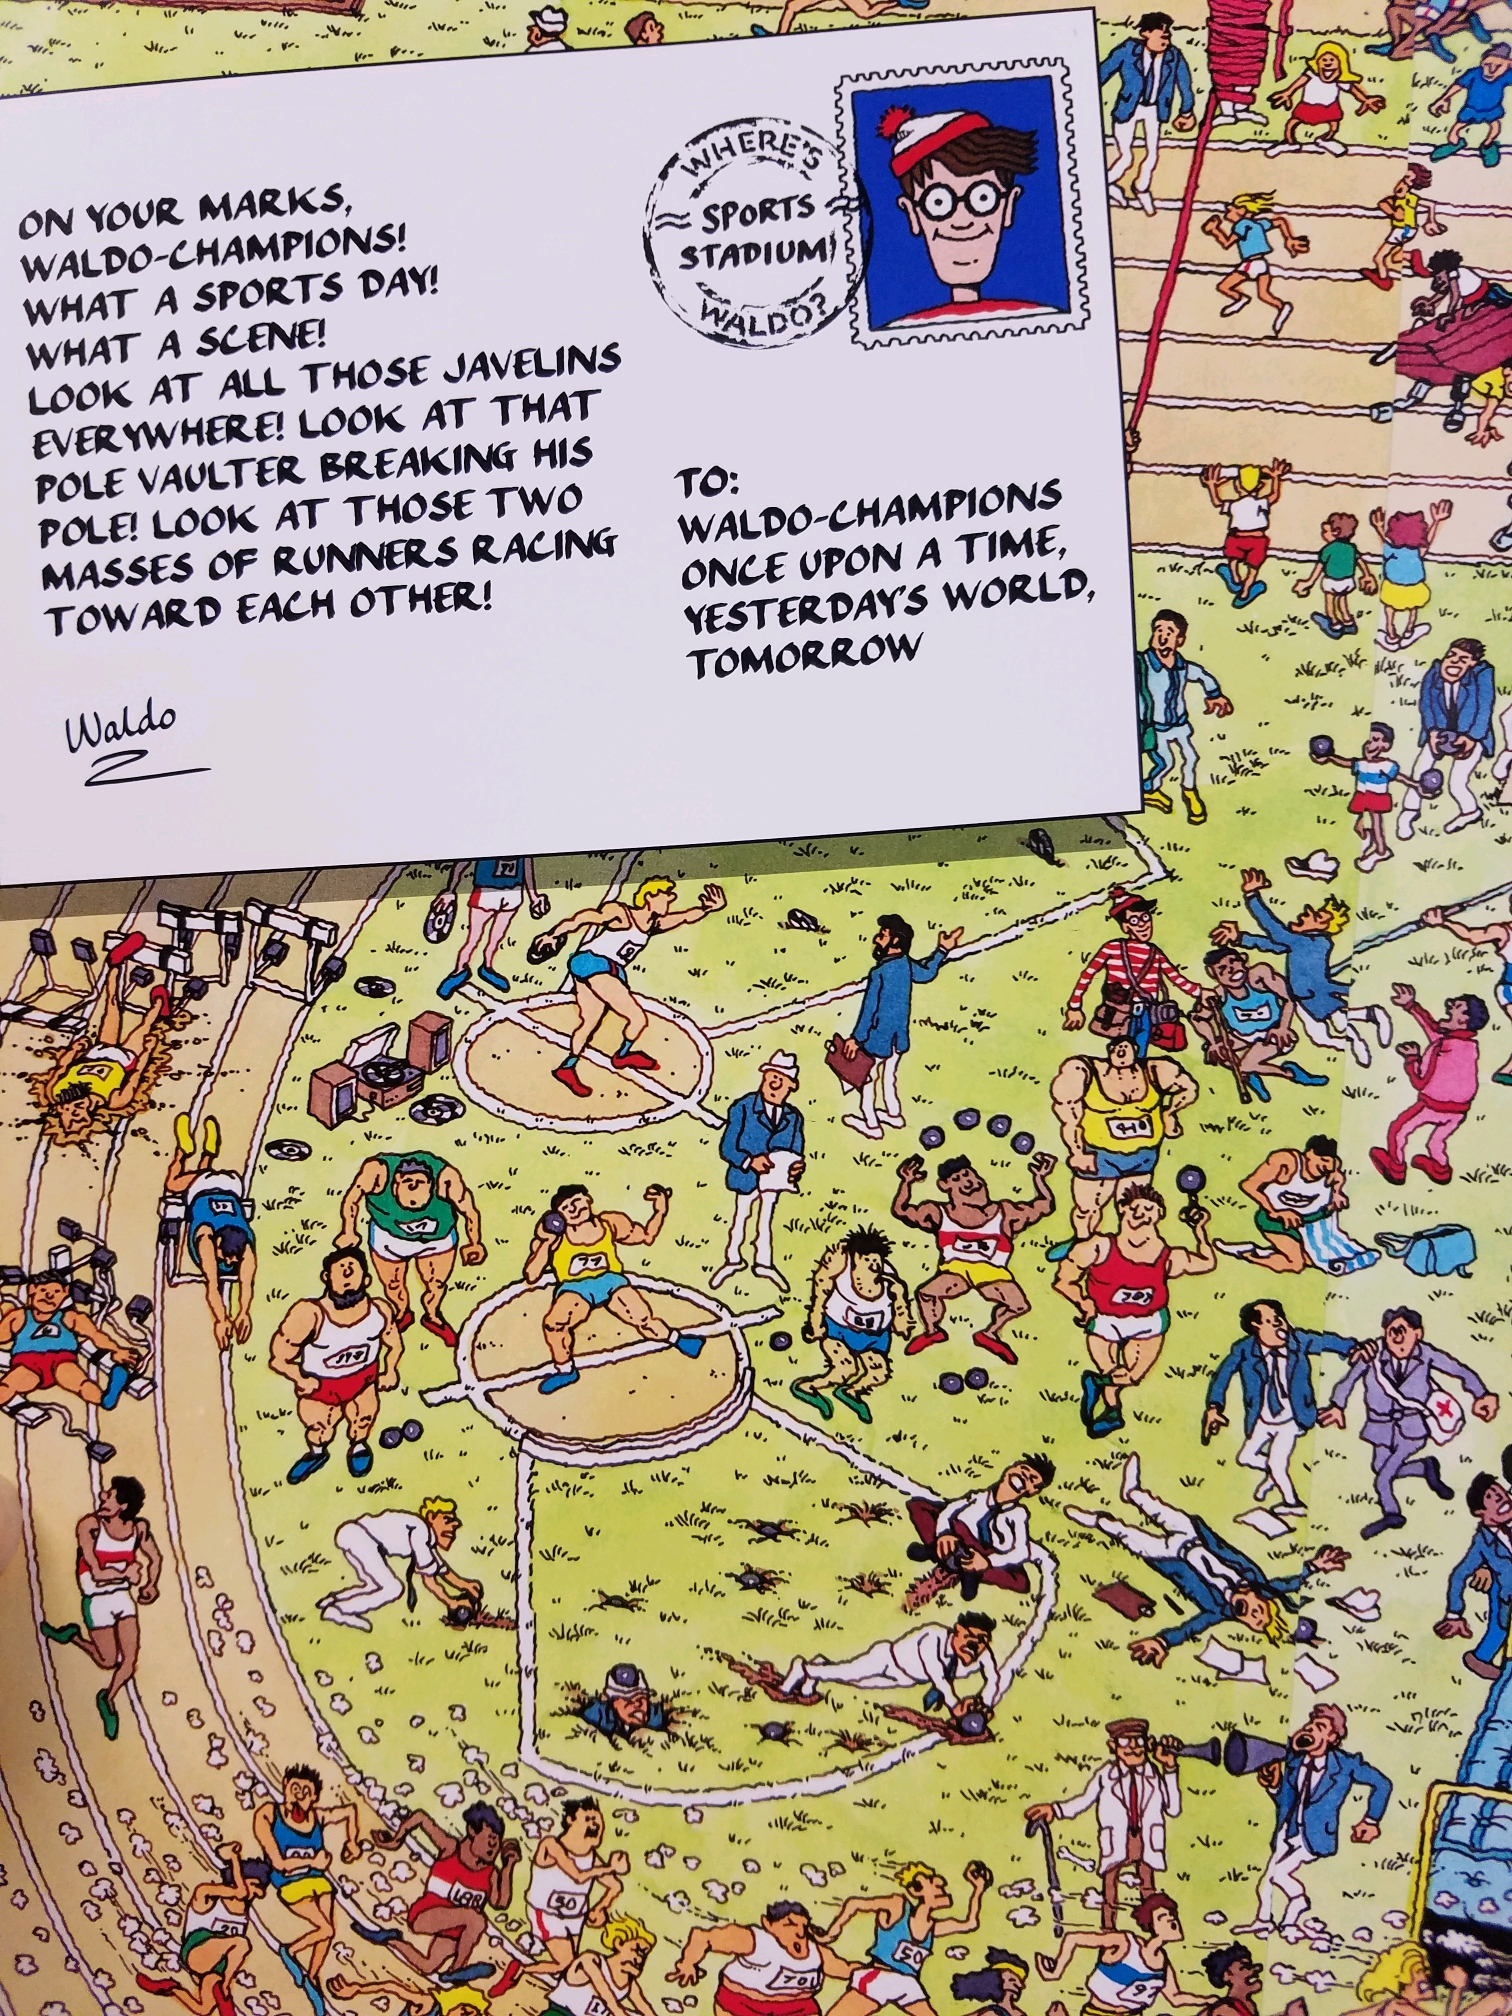 ON YOUR MARKS,
WALDO-CHAMPIONS!
WHAT A SPORTS DAY!
WHAT A SCENE!
LOOK AT ALL THOSE JAVELINS
EVERYWHERE! LOOK AT THAT
POLE VAULTER BREAKING HIS
POLE! LOOK AT THOSE TWO
MASSES OF RUNNERS RACING
TOWARD EACH OTHER!
Waldo
WHERE'S
SPORTS
STADIUM
WALDO?
TO:
WALDO-CHAMPIONS
ONCE UPON A TIME,
YESTERDAY'S WORLD,
TOMORROW
77
50